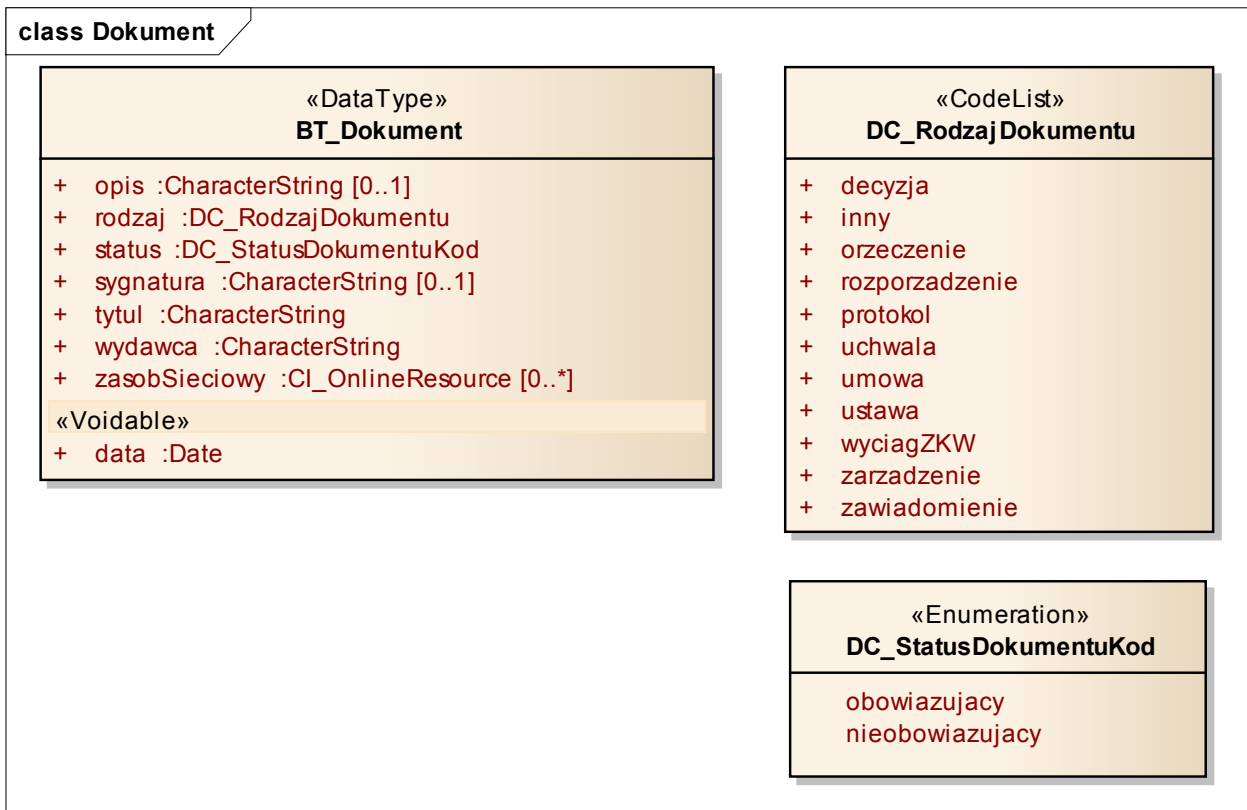 class Dokument
«DataType»
BT_Dokument
+ opis :CharacterString [0..1]
+ rodzaj :DC_RodzajDokumentu
+ status :DC_StatusDokumentuKod
+ sygnatura :CharacterString [0..1]
+ tytul :CharacterString
+ wydawca :CharacterString
+ zasobSieciowy :CI_OnlineResource [0..*]
«Voidable»
+ data :Date
«CodeList»
DC_RodzajDokumentu
+ decyzja
+ inny
+ orzeczenie
+ rozporzadzenie
+ protokol
+ uchwala
+ umowa
+ ustawa
+ wyciagZKW
+ zarzadzenie
+ zawiadomienie
«Enumeration»
DC_StatusDokumentuKod
obowiazujacy
nieobowiazujacy